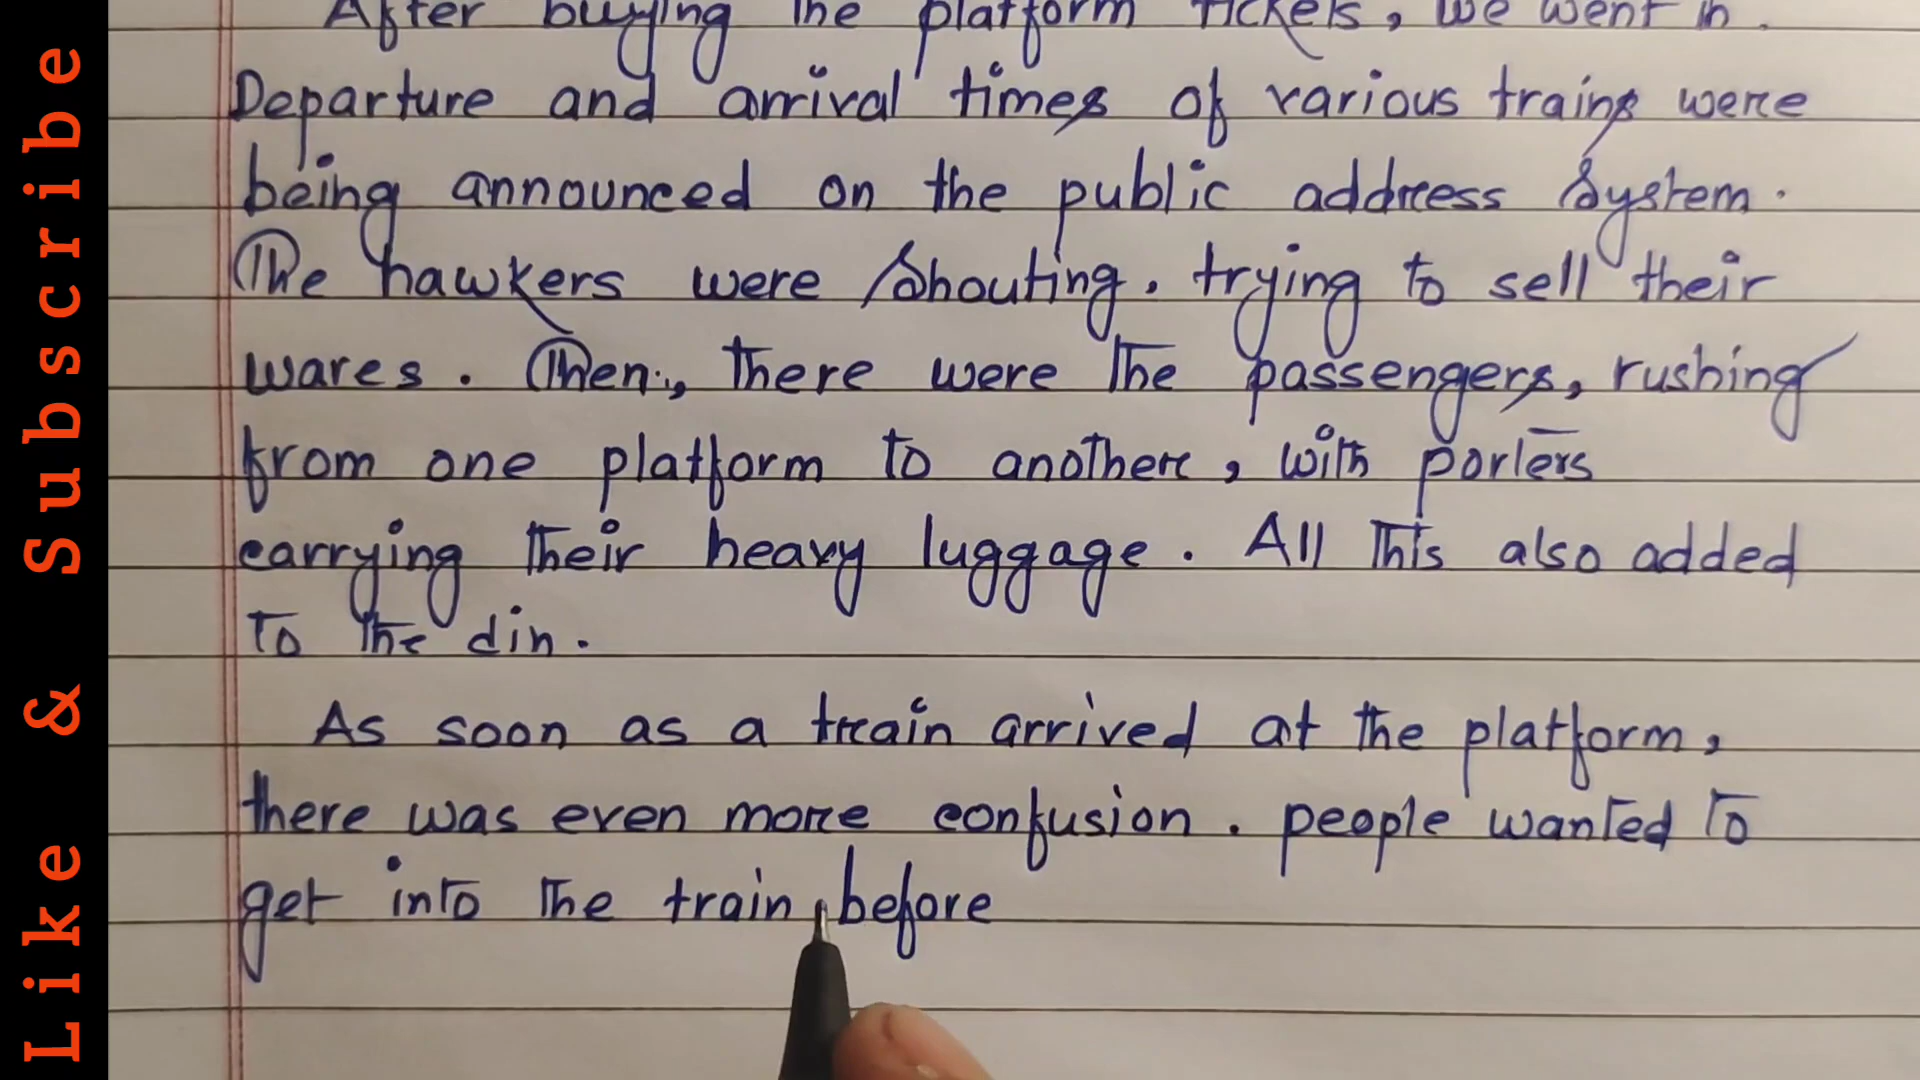 Like & Subscribe
After buying the platform tickets, we went in.
Departure and arrival times of various trains were
being announced on the public address system.
The hawkers were shouting. trying to sell their
wares. Then., there were the passengers, rushing
from one platform to another, with porters
carrying their heavy luggage. All this also added
to the din.
As soon as a train arrived at the platform,
there was even more confusion. people wanted to
get into the train before